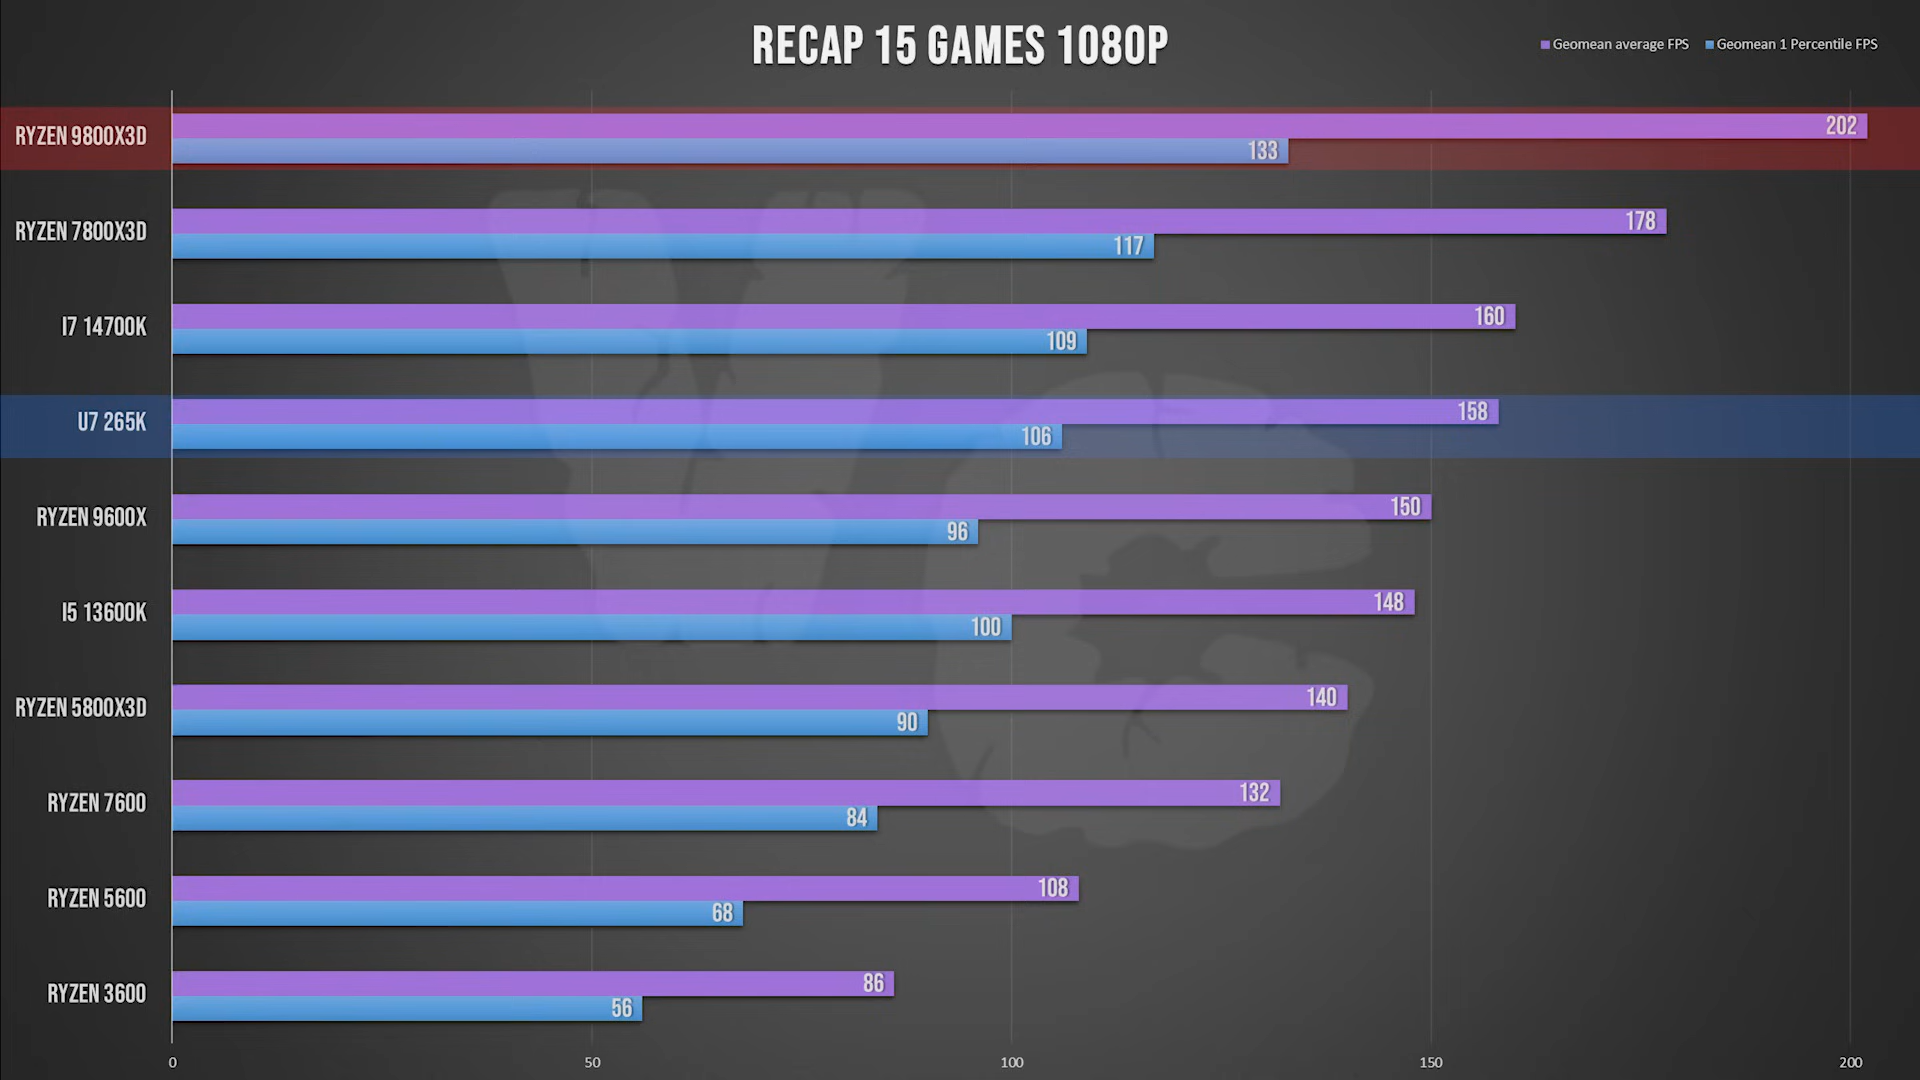 RECAP 15 GAMES 1080P
Geomean average FPS Geomean 1 Percentile FPS
RYZEN 9800X3D
202
133
RYZEN 7800X3D
178
117
I7 14700K
160
109
U7 265K
158
106
RYZEN 9600X
150
96
I5 13600K
148
100
RYZEN 5800X3D
140
90
RYZEN 7600
132
84
RYZEN 5600
108
68
RYZEN 3600
86
56
0 50 100 150 200